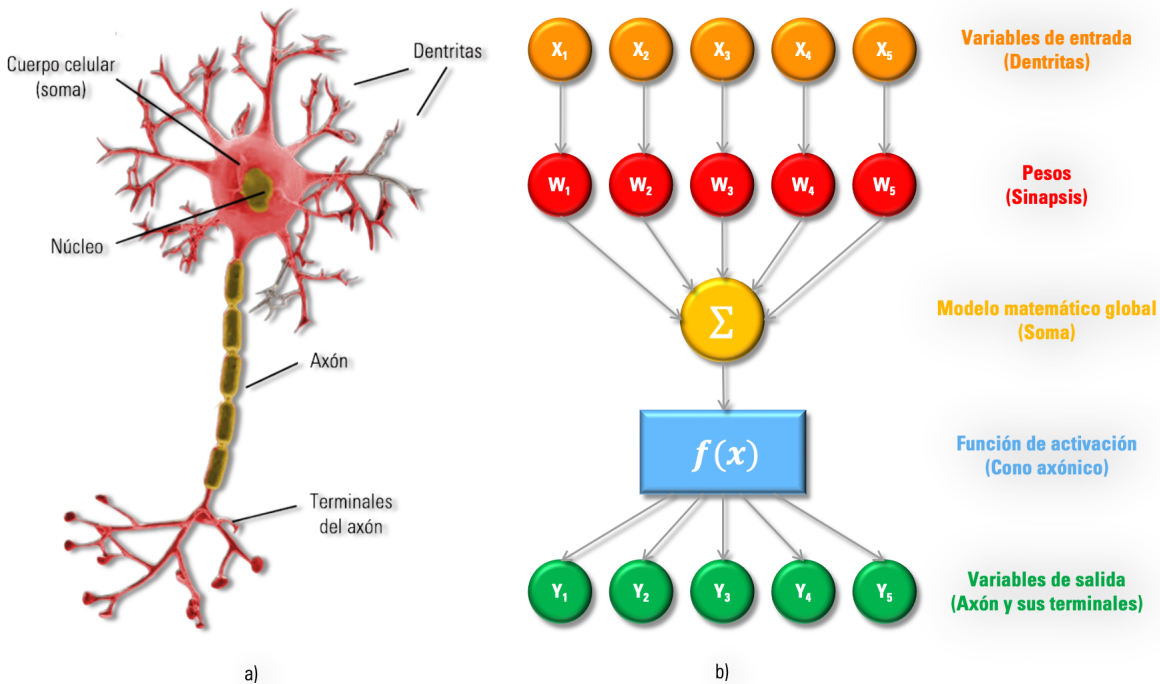 Cuerpo celular
(soma)
Dentritas
Núcleo
Axón
Terminales
del axón
a)
X₁ X₂ X₃ X₄ X₅
Variables de entrada
(Dentritas)
W₁ W₂ W₃ W₄ W₅
Pesos
(Sinapsis)
Σ
Modelo matemático global
(Soma)
f(x)
Función de activación
(Cono axónico)
Y₁ Y₂ Y₃ Y₄ Y₅
Variables de salida
(Axón y sus terminales)
b)